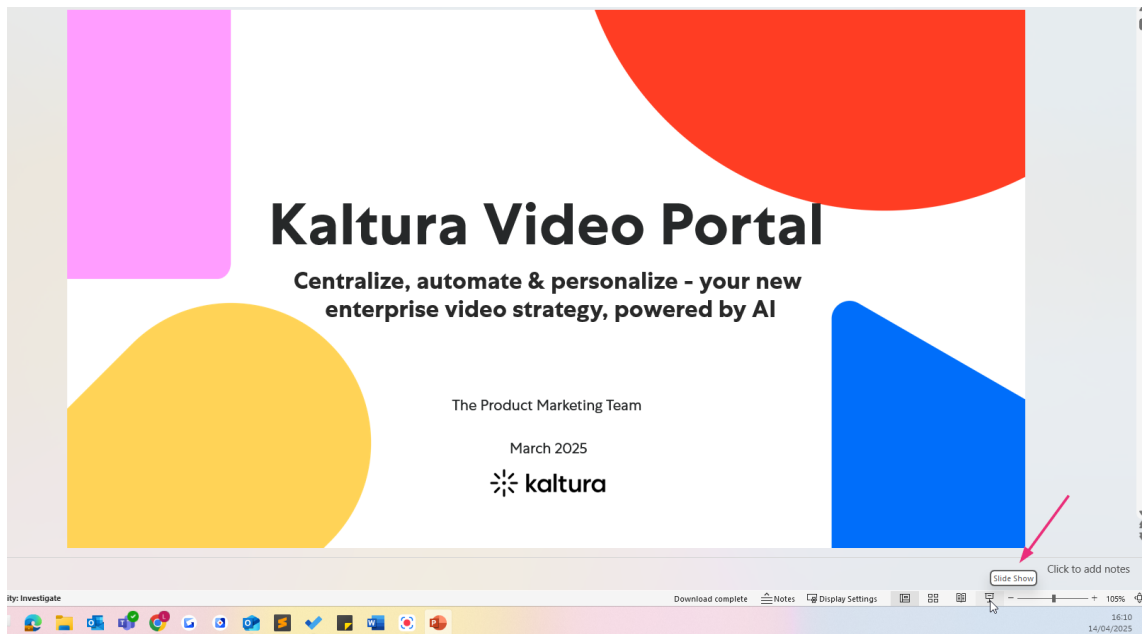 Kaltura Video Portal
Centralize, automate & personalize - your new
enterprise video strategy, powered by AI
The Product Marketing Team
March 2025
kaltura
Click to add notes
Slide Show
ity: Investigate
Download complete
Notes
Display Settings
105%
16:10
14/04/2025